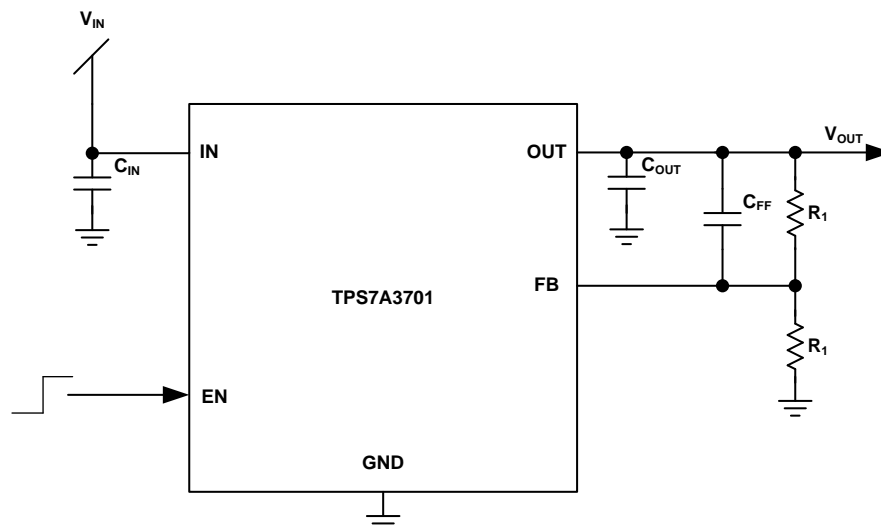 VIN
CIN
IN
OUT
COUT
CFF
VOUT
R1
TPS7A3701
FB
R1
EN
GND